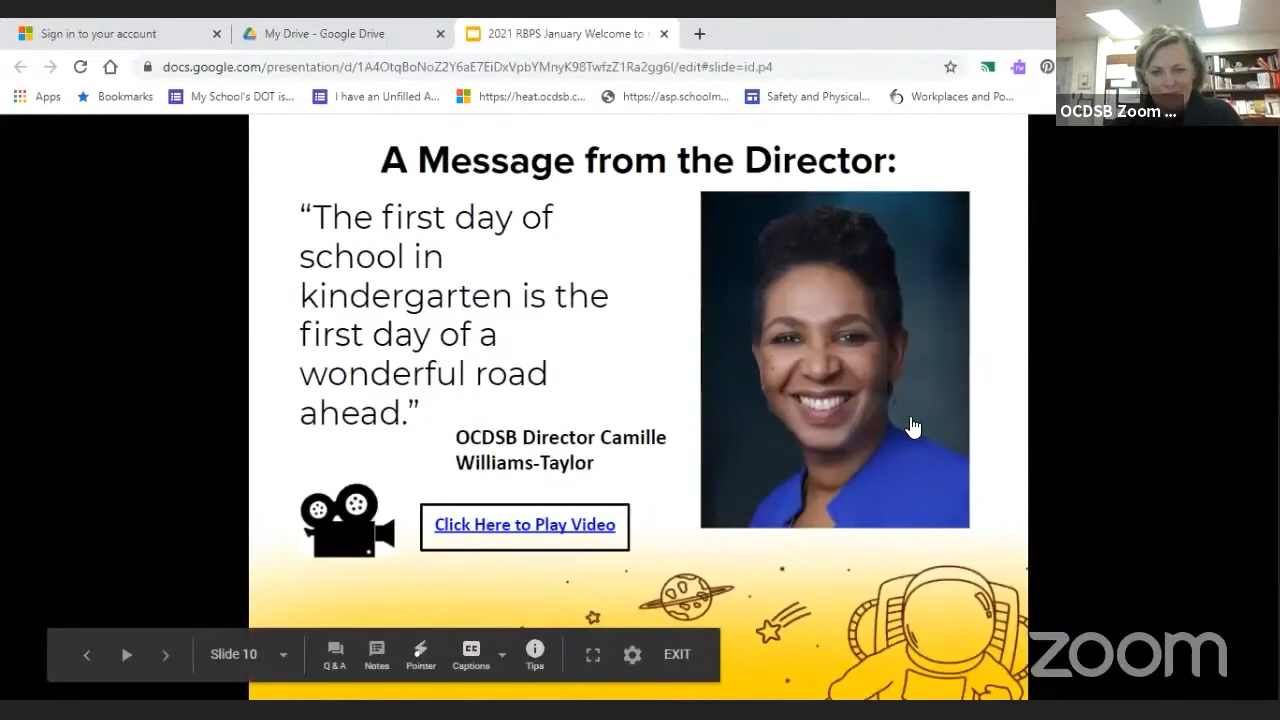 Sign in to your account
My Drive - Google Drive
2021 RBPS January Welcome to
docs.google.com/presentation/d/
/edit#slide=id.p4
Apps
Bookmarks
My School's DOT is...
I have an Unfilled A...
https://heat.ocdsb.c...
https://asp.schoolm...
Safety and Physical...
Workplaces and Po...
OCDSB Zoom ...
A Message from the Director:
“The first day of
school in
kindergarten is the
first day of a
wonderful road
ahead.”
OCDSB Director Camille
Williams-Taylor
Click Here to Play Video
Slide 10
Q & A
Notes
Pointer
CC
Captions
Tips
EXIT
zoom